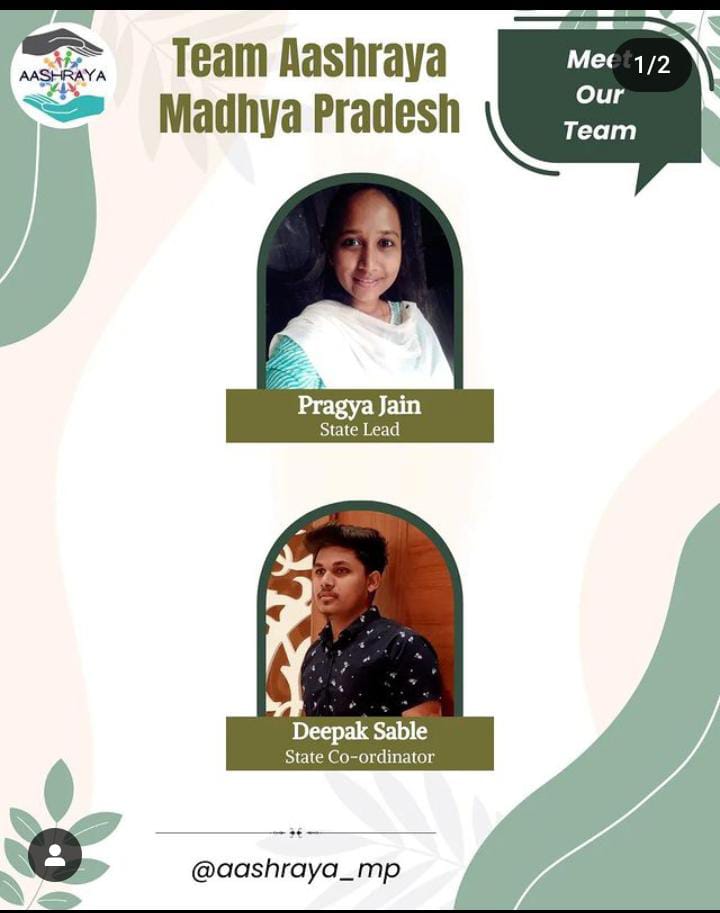 AASHRAYA
Team Aashraya
Madhya Pradesh
Meet
Our
Team
1/2
Pragya Jain
State Lead
Deepak Sable
State Co-ordinator
@aashraya_mp